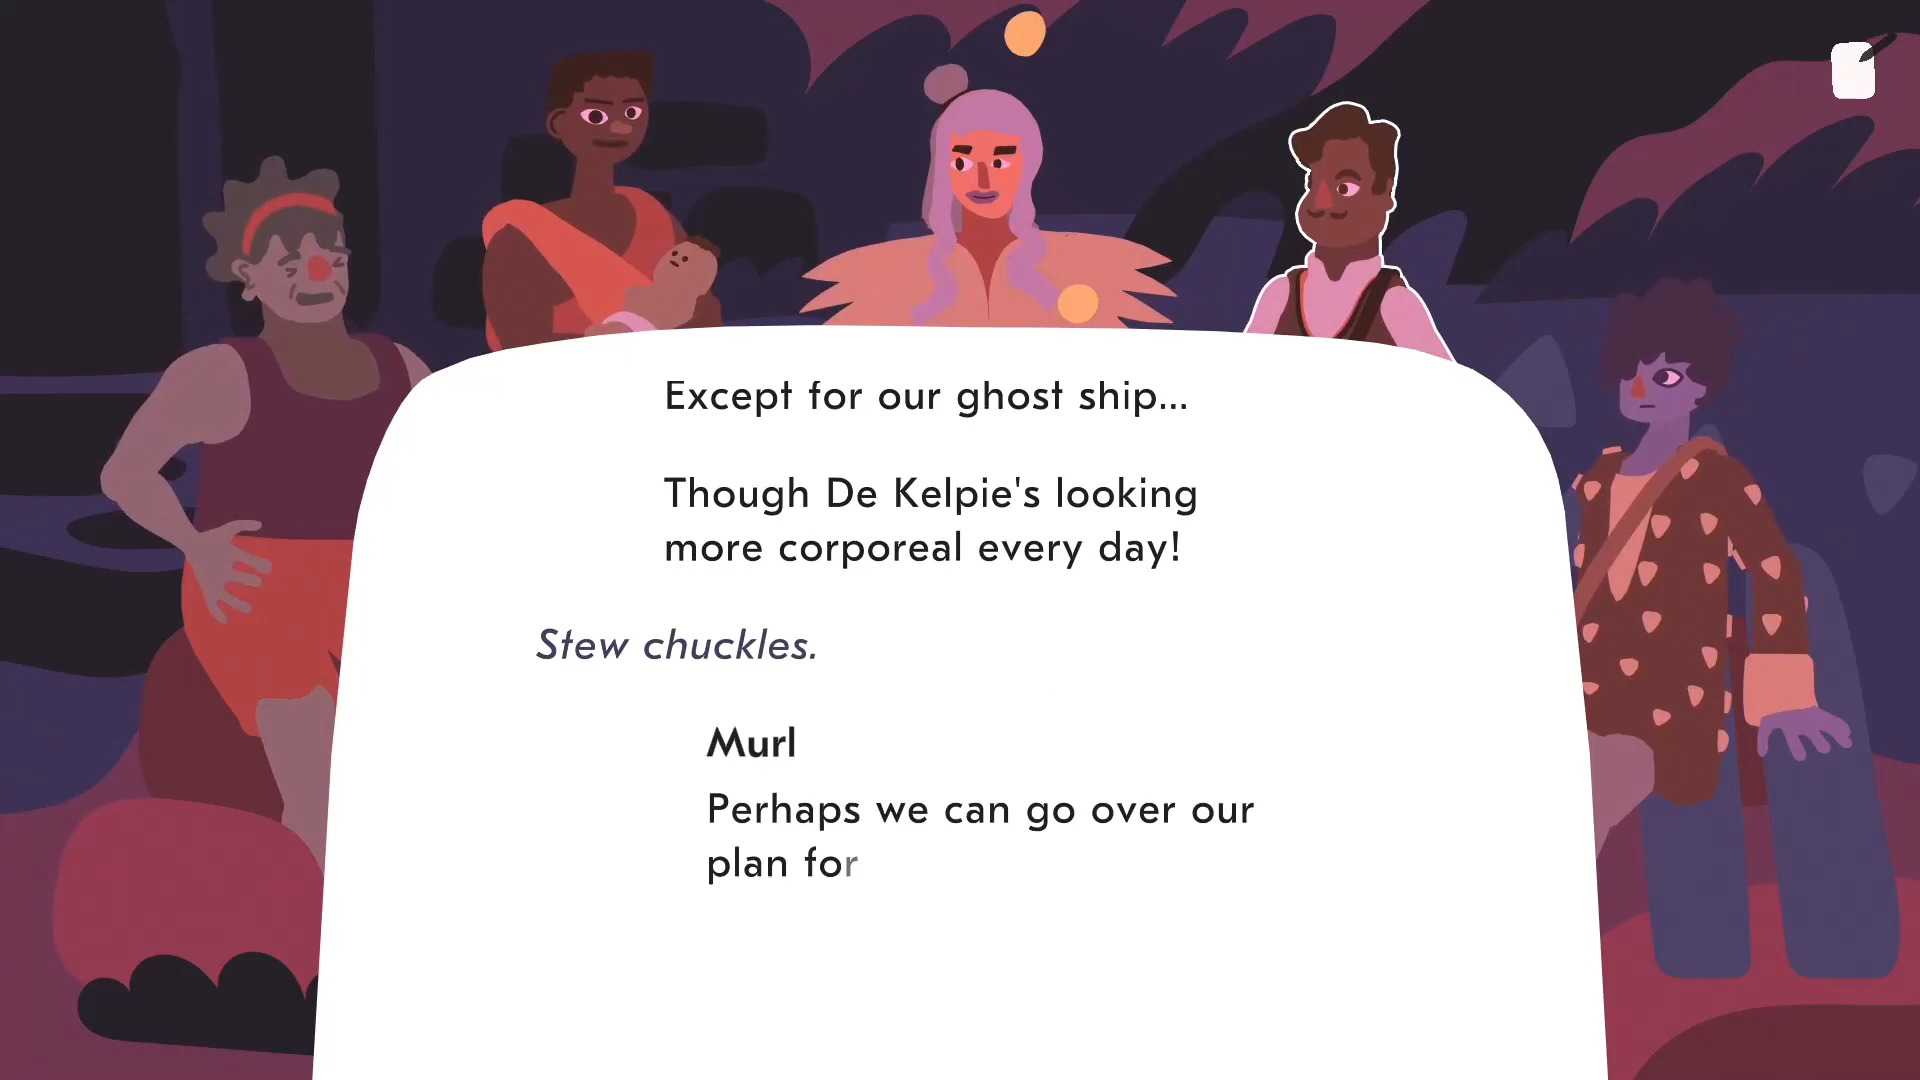 Except for our ghost ship...
Though De Kelpie's looking
more corporeal every day!
Stew chuckles.
Murl
Perhaps we can go over our
plan for